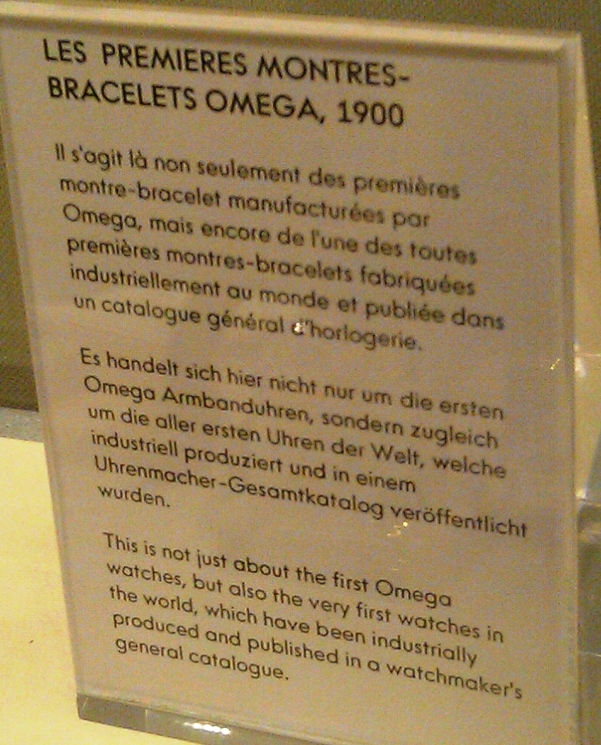 LES PREMIERES MONTRES-
BRACELETS OMEGA, 1900
Il s'agit là non seulement des premières
montre-bracelet manufacturées par
Omega, mais encore de l'une des toutes
premières montres-bracelets fabriquées
industriellement au monde et publiée dans
un catalogue général d'horlogerie.
Es handelt sich hier nicht nur um die ersten
Omega Armbanduhren, sondern zugleich
um die aller ersten Uhren der Welt, welche
industriell produziert und in einem
Uhrenmacher-Gesamtkatalog veröffentlicht
wurden.
This is not just about the first Omega
watches, but also the very first watches in
the world, which have been industrially
produced and published in a watchmaker's
general catalogue.